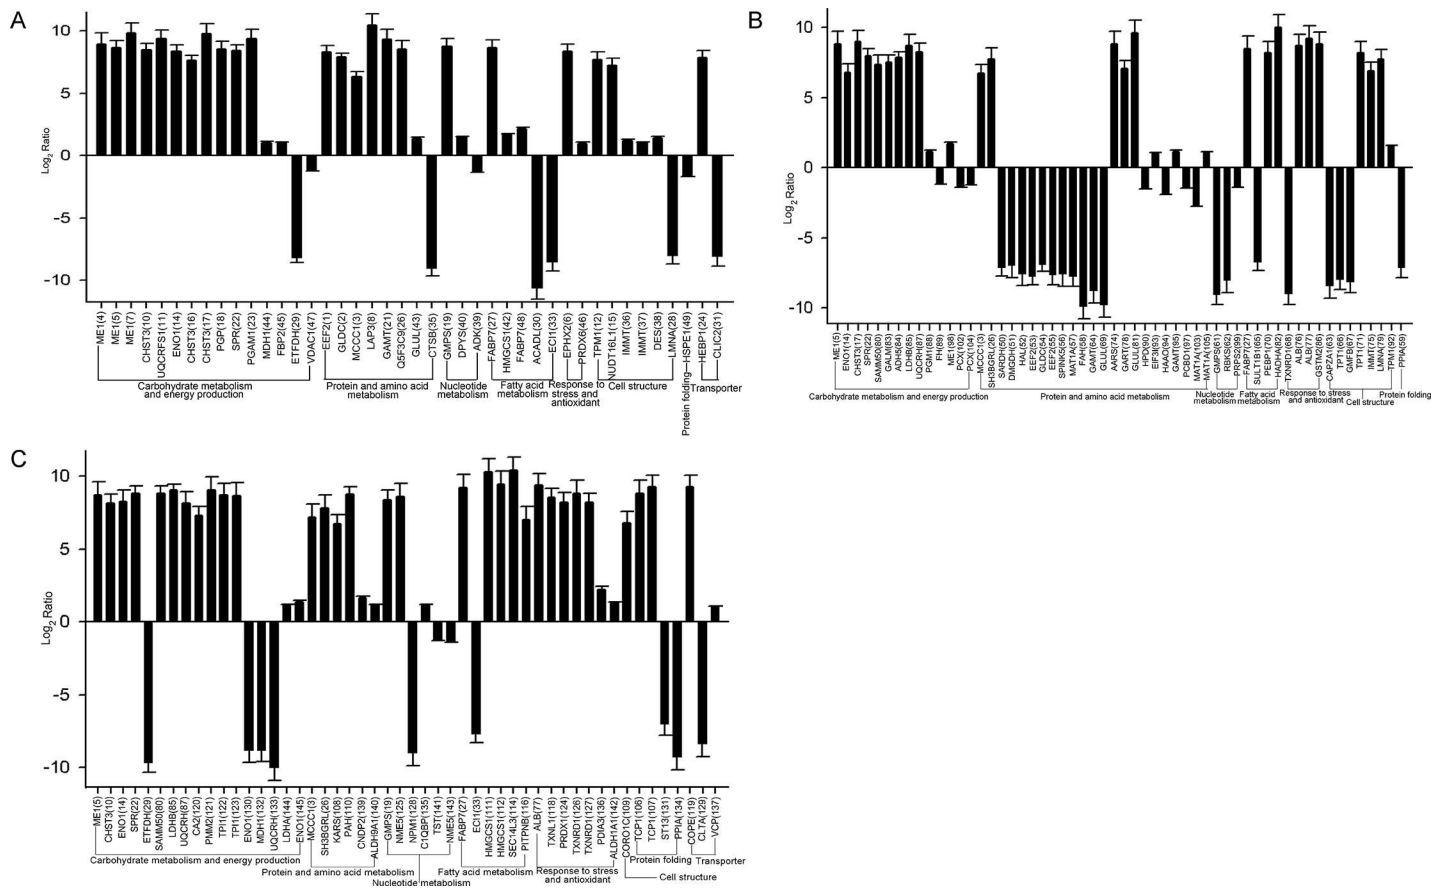 A
10
5
0
-5
-10
Log2 Ratio
ME1(4)
ME1(5)
ME1(7)
CHST3(10)
UQCRFS1(11)
ENO1(14)
CHST3(16)
CHST3(17)
PGP(18)
SPR(22)
PGAM1(23)
MDH1(44)
FBP2(45)
ETFDH(29)
VDAC1(47)
EEF2(1)
GLDC(2)
MCCC1(3)
LAP3(8)
GAMT(21)
Q5F3C9(26)
GLUL(43)
CTSB(35)
GMPS(19)
DPYS(40)
ADK(39)
FABP7(27)
HMGCS1(42)
FABP7(48)
ACADL(30)
ECI1(33)
EPHX2(6)
PRDX6(46)
TPM1(12)
NUDT16L1(15)
IMMT(36)
IMMT(37)
DES(38)
LMNA(28)
HSPE1(49)
HEBP1(24)
CLIC2(31)
Carbohydrate metabolism
and energy production
Protein and amino acid
metabolism
Nucleotide
metabolism
Fatty acid
metabolism
Response to
stress and
antioxidant
Cell structure
Protein folding
Transporter
B
10
5
0
-5
-10
Log2 Ratio
ME1(5)
ENO1(14)
CHST3(17)
SPR(22)
SAMM50(80)
GALM(83)
ADH5(84)
LDHB(85)
UQCRH(87)
PGM1(88)
FH(89)
ME1(98)
PCX(102)
PCX(104)
MCCC1(3)
SH3BGRL(26)
SARDH(50)
DMGDH(51)
HAL(52)
EEF2(53)
GLDC(54)
EEF2(55)
SPINK5(56)
MAT1A(57)
FAH(58)
GAMT(64)
GLUL(69)
AARS(74)
GART(78)
GLUL(81)
HPD(90)
EIF3(93)
HAAO(94)
GAMT(95)
PCBD1(97)
MAT1A(103)
MAT1A(105)
GMPS(61)
RBKS(62)
PRPS2(99)
FABP7(27)
SULT1B1(65)
PEBP1(70)
HADHA(82)
TXNRD1(60)
ALB(76)
ALB(77)
GSTM2(86)
CAPZA1(63)
TPT1(66)
GMFB(67)
TPT1(71)
IMMT(75)
LMNA(79)
TPM1(92)
PPIA(59)
Carbohydrate metabolism and energy production
Protein and amino acid metabolism
Nucleotide
metabolism
Fatty acid
metabolism
Response to stress
and antioxidant
Cell structure
Protein folding
C
10
5
0
-5
-10
Log2 Ratio
ME1(5)
CHST3(10)
ENO1(14)
SPR(22)
ETFDH(29)
SAMM50(80)
LDHB(85)
UQCRH(87)
CA2(120)
PMM2(121)
TPI1(122)
TPI1(123)
ENO1(30)
MDH1(132)
UQCRH(133)
LDHA(144)
ENO1(145)
MCCC1(3)
SH3BGRL(26)
KARS(108)
PAH(110)
CNDP2(139)
ALDH9A1(140)
GMPS(19)
NME5(125)
NPM1(128)
C1QBP(135)
TST(141)
NME5(143)
FABP7(27)
ECI1(33)
HMGCS1(111)
HMGCS1(112)
SEC14L3(114)
PITPNB(116)
ALB(77)
TXNL1(118)
PRDX1(124)
TXNRD1(126)
TXNRD1(127)
PDIA3(136)
ALDH1A1(142)
CORO1C(109)
TCP1(106)
TCP1(107)
ST13(131)
PPIA(134)
COPE(119)
CLTA(129)
VCP(137)
Carbohydrate metabolism and energy production
Protein and amino acid metabolism
Nucleotide metabolism
Fatty acid metabolism
Response to stress
and antioxidant
Cell structure
Protein folding
Transporter